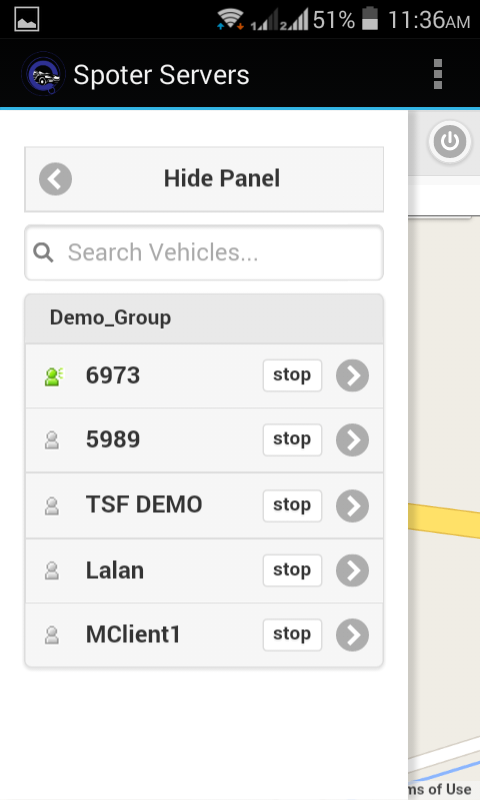 51% 11:36AM
Spoter Servers
Hide Panel
Search Vehicles...
Demo_Group
6973 stop
5989 stop
TSF DEMO stop
Lalan stop
MClient1 stop
of Use